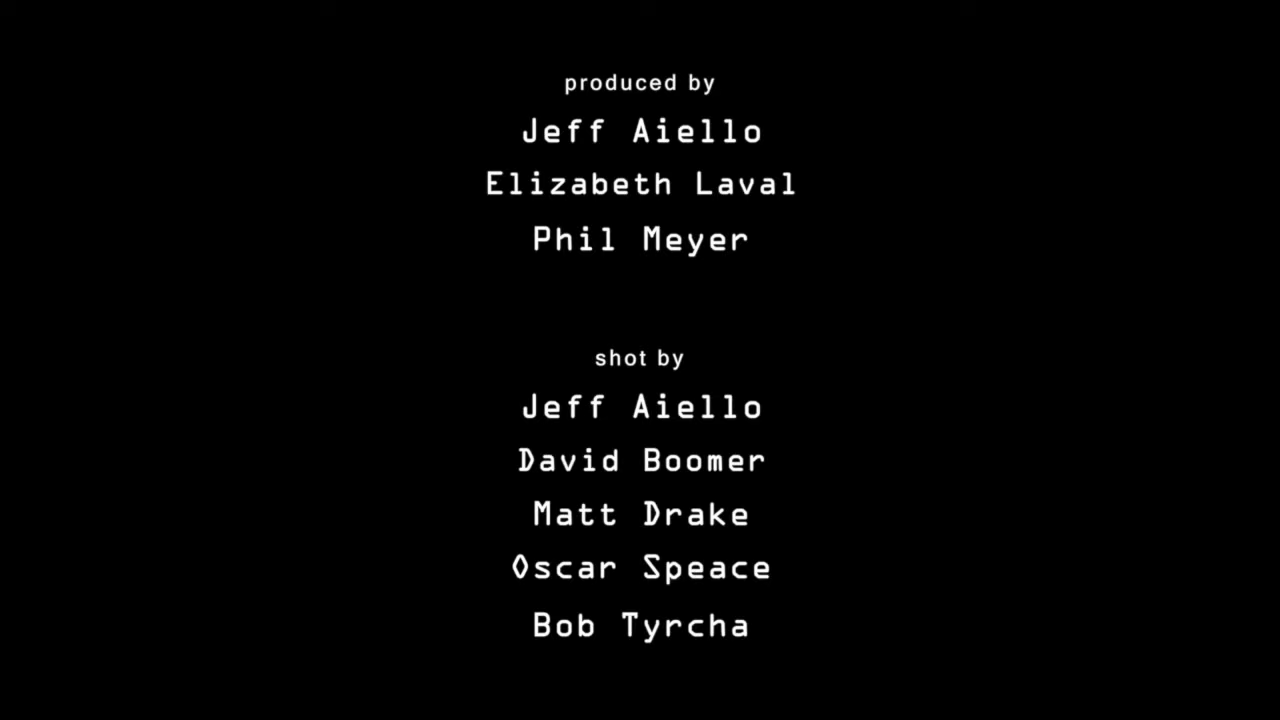 produced by
Jeff Aiello
Elizabeth Laval
Phil Meyer
shot by
Jeff Aiello
David Boomer
Matt Drake
Oscar Speace
Bob Tyrcha